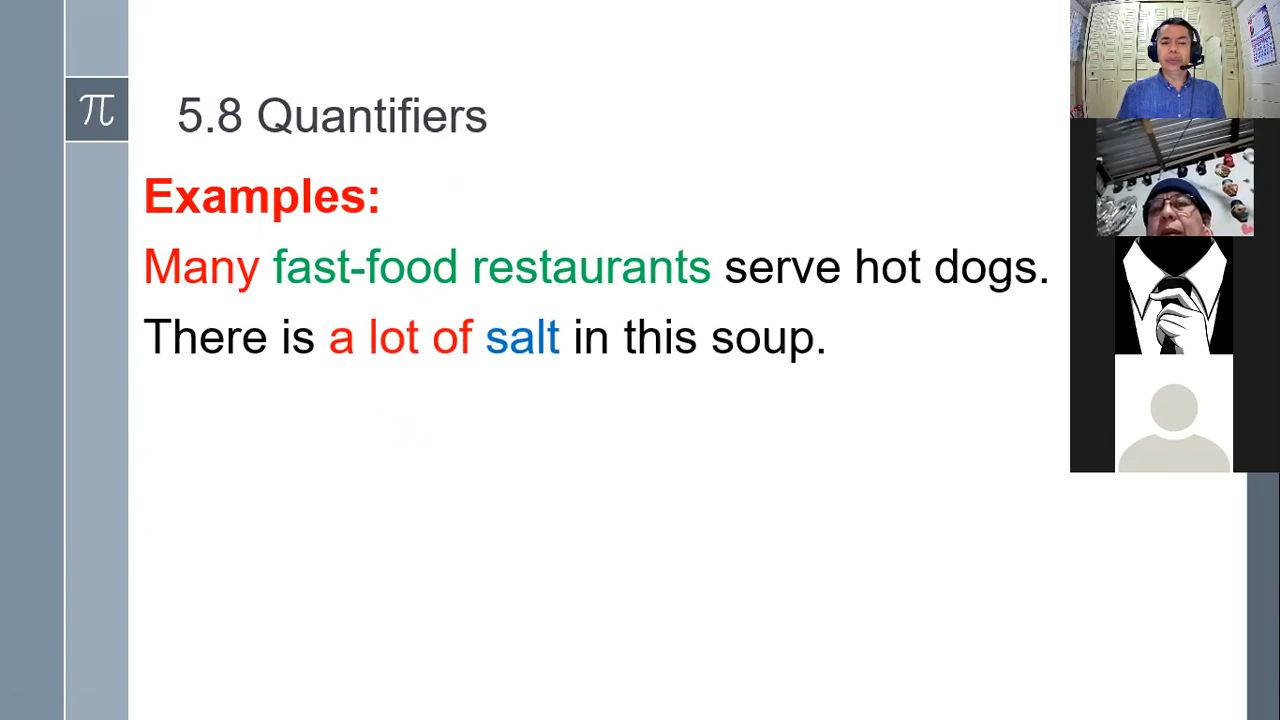 π
5.8 Quantifiers
Examples:
Many fast-food restaurants serve hot dogs.
There is a lot of salt in this soup.